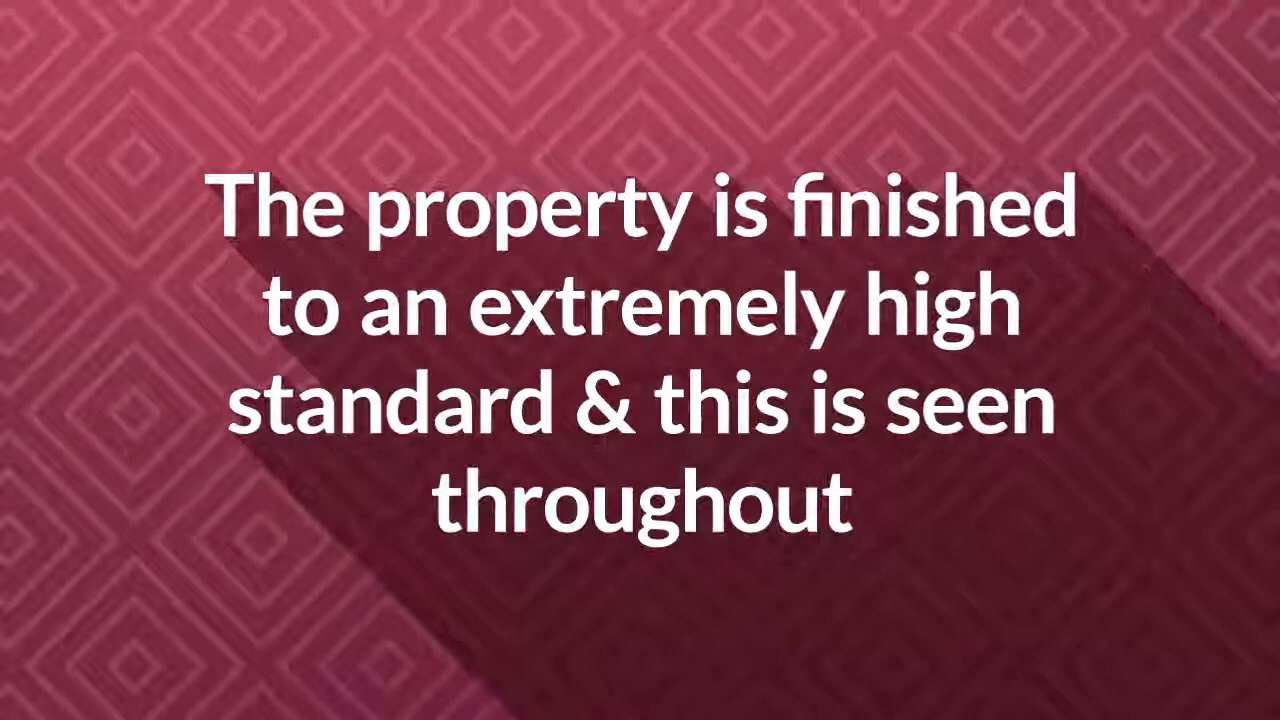 The property is finished
to an extremely high
standard & this is seen
throughout